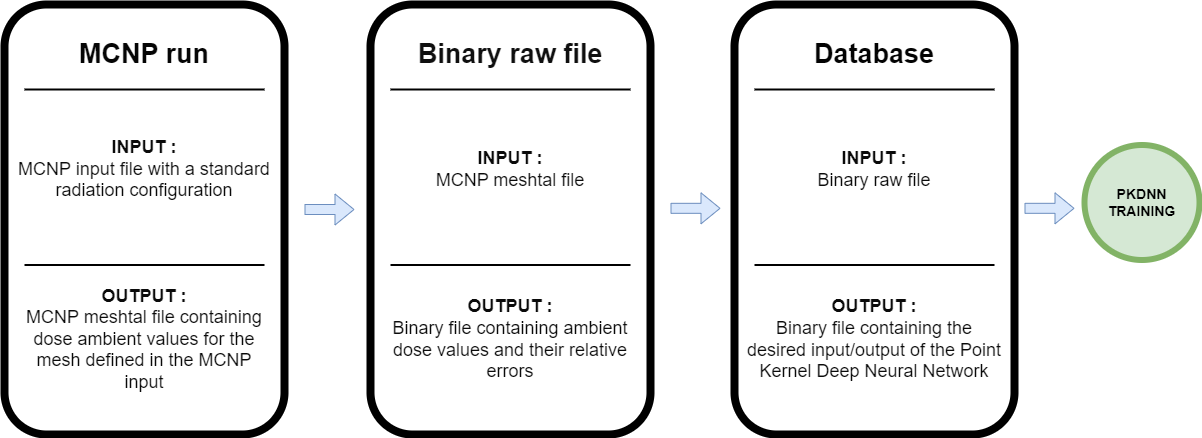 MCNP run
INPUT :
MCNP input file with a standard
radiation configuration
OUTPUT :
MCNP meshtal file containing
dose ambient values for the
mesh defined in the MCNP
input
Binary raw file
INPUT :
MCNP meshtal file
OUTPUT :
Binary file containing ambient
dose values and their relative
errors
Database
INPUT :
Binary raw file
OUTPUT :
Binary file containing the
desired input/output of the Point
Kernel Deep Neural Network
PKDNN
TRAINING